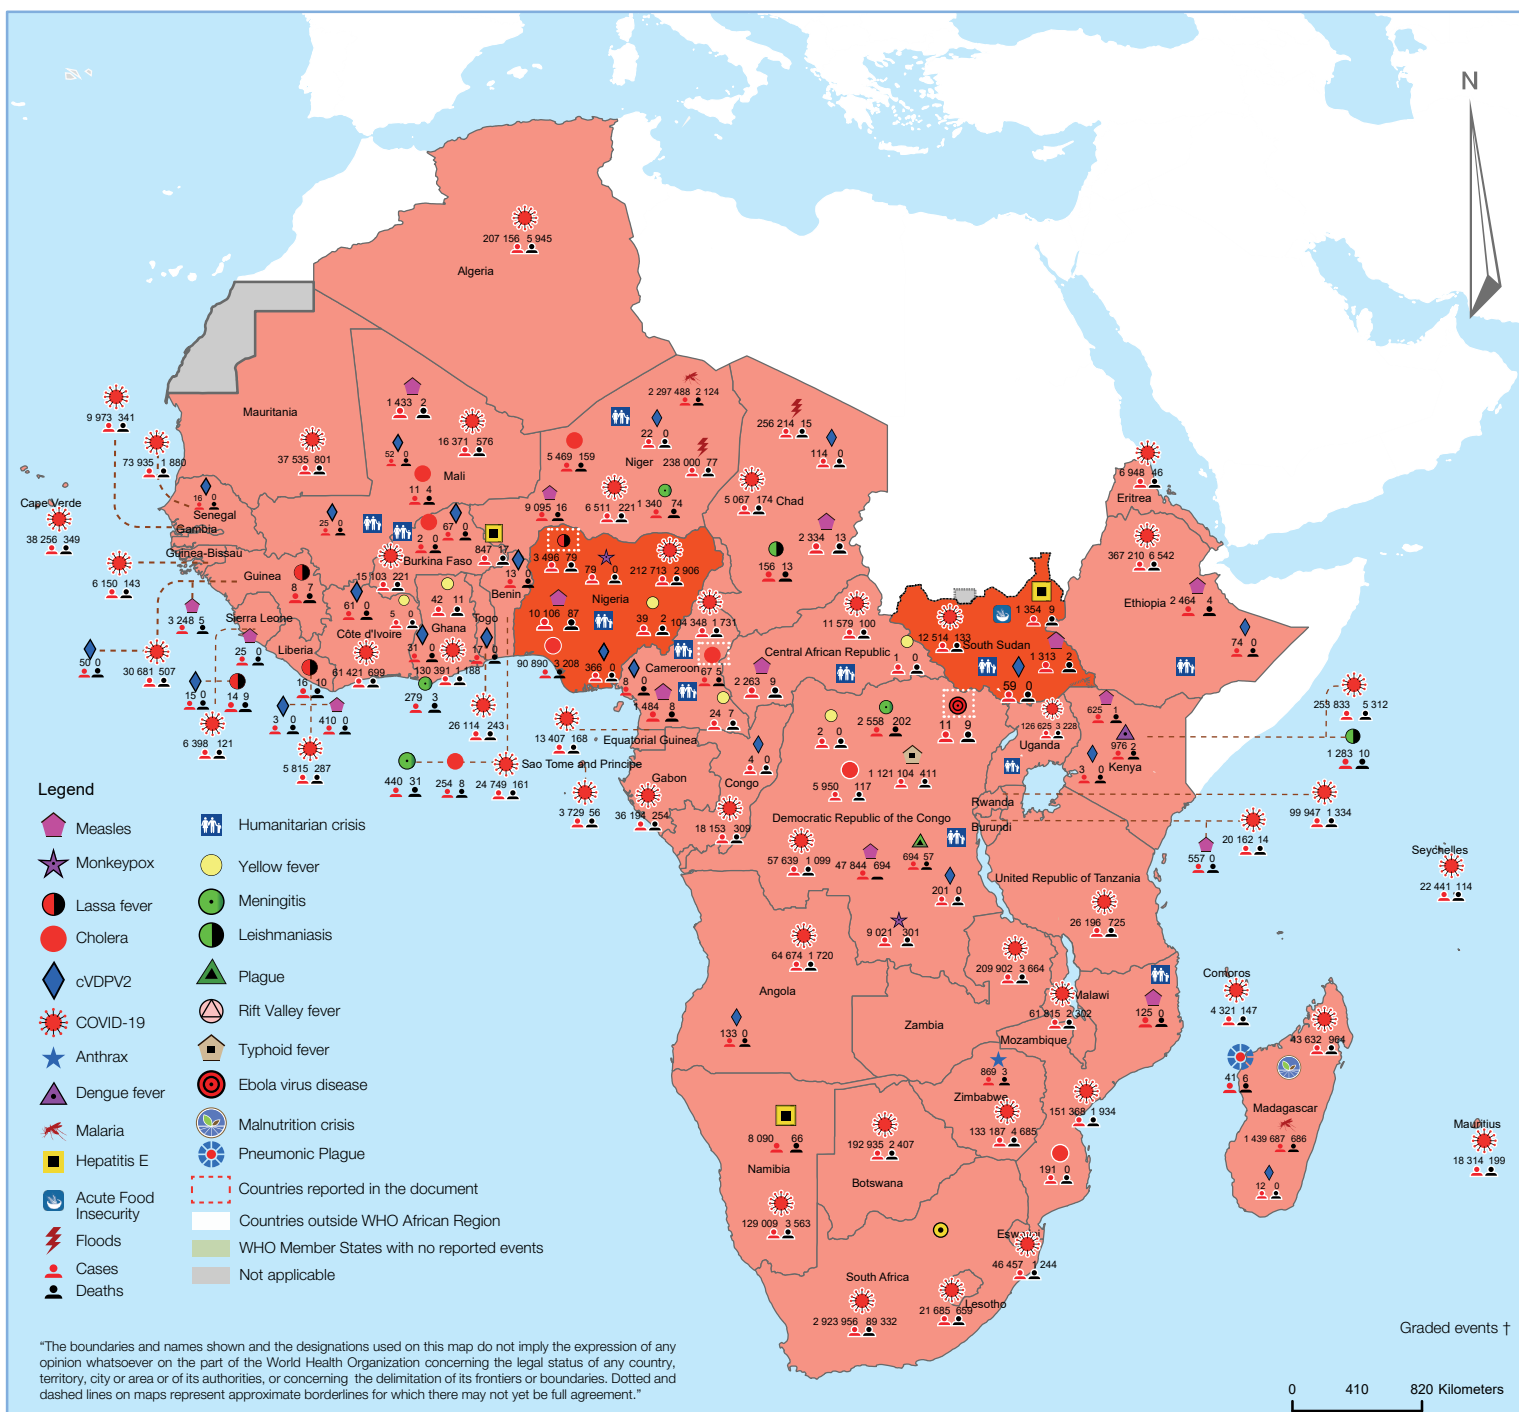 N
207 156 5 945
Algeria
2 297 488 2 124
1 433 2
9 973 341
Mauritania
16 371 576
22 0
256 214 15
73 935 1 880
37 535 801
52 0
5 469 159
Niger
238 000 77
114 0
Mali
6 948 46
16 0
11 4
Eritrea
Cape Verde
Senegal
9 095 16
6 511 221
1 340 74
5 067 174
Chad
Gambia
25 0
67 0
38 256 349
2 0
2 334 13
367 210 6 542
Guinea-Bissau
Burkina Faso
847 17
3 496 79
79 0
212 713 2 906
156 13
6 150 143
Guinea
15 103 221
13 0
8 7
Benin
Nigeria
Ethiopia
2 464 4
3 248 5
61 0
5 0
42 11
Togo
10 106 87
39 2
104 348 1 731
11 579 100
1 354 9
Sierra Leone
Côte d'Ivoire
Ghana
12 514 133
South Sudan
74 0
25 0
Liberia
31 0
17 0
Cameroon
Central African Republic
1 313 2
50 0
30 681 507
16 10
61 421 699
130 391 1 188
90 890 3 208
366 0
67 5
1 0
15 0
14 9
279 3
8 0
2 263 9
59 0
3 0
410 0
1 484 8
24 7
2 558 202
625 1
253 833 5 312
6 398 121
26 114 243
13 407 168
Equatorial Guinea
2 0
11 9
126 625 3 228
Uganda
976 2
1 283 10
5 815 287
Sao Tome and Principe
4 0
3 0
Kenya
440 31
254 8
24 749 161
Gabon
Congo
5 950 117
1 121 104 411
3 729 56
36 194 254
18 153 309
Rwanda
99 947 1 334
Democratic Republic of the Congo
Burundi
57 639 1 099
47 844 694
694 57
557 0
20 162 14
Seychelles
201 0
United Republic of Tanzania
22 441 114
9 021 301
26 196 725
64 674 1 720
209 902 3 664
Comoros
Angola
Malawi
4 321 147
Zambia
61 815 2 302
125 0
133 0
Mozambique
43 632 964
869 3
41 6
Zimbabwe
151 368 1 934
Madagascar
8 090 66
192 935 2 407
133 187 4 685
1 439 687 686
Mauritius
Namibia
Botswana
191 0
12 0
18 314 199
129 009 3 563
46 457 1 244
South Africa
21 685 659
Lesotho
2 923 956 89 332
Legend
Measles
Monkeypox
Lassa fever
Cholera
cVDPV2
COVID-19
Anthrax
Dengue fever
Malaria
Hepatitis E
Acute Food
Insecurity
Floods
Cases
Deaths
Humanitarian crisis
Yellow fever
Meningitis
Leishmaniasis
Plague
Rift Valley fever
Typhoid fever
Ebola virus disease
Malnutrition crisis
Pneumonic Plague
Countries reported in the document
Countries outside WHO African Region
WHO Member States with no reported events
Not applicable
Graded events †
“The boundaries and names shown and the designations used on this map do not imply the expression of any
opinion whatsoever on the part of the World Health Organization concerning the legal status of any country,
territory, city or area or of its authorities, or concerning the delimitation of its frontiers or boundaries. Dotted and
dashed lines on maps represent approximate borderlines for which there may not yet be full agreement.”
0 410 820 Kilometers